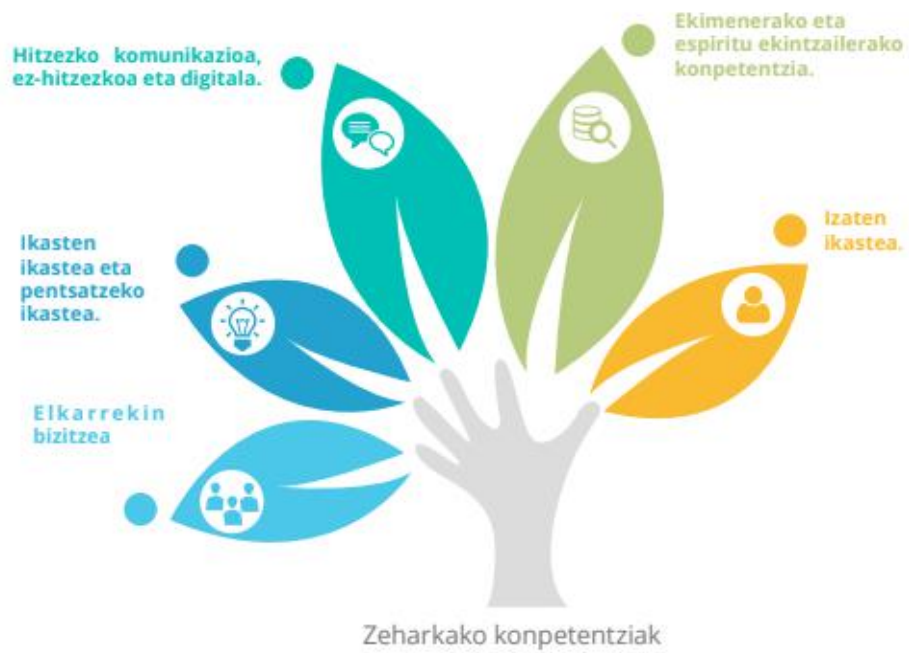 Hitzezko komunikazioa,
ez-hitzezkoa eta digitala.
Ekimenerako eta
espiritu ekintzailerako
konpetentzia.
Ikasten
ikastea eta
pentsatzeko
ikastea.
Izaten
ikastea.
Elkarrekin
bizitzea
Zeharkako konpetentziak